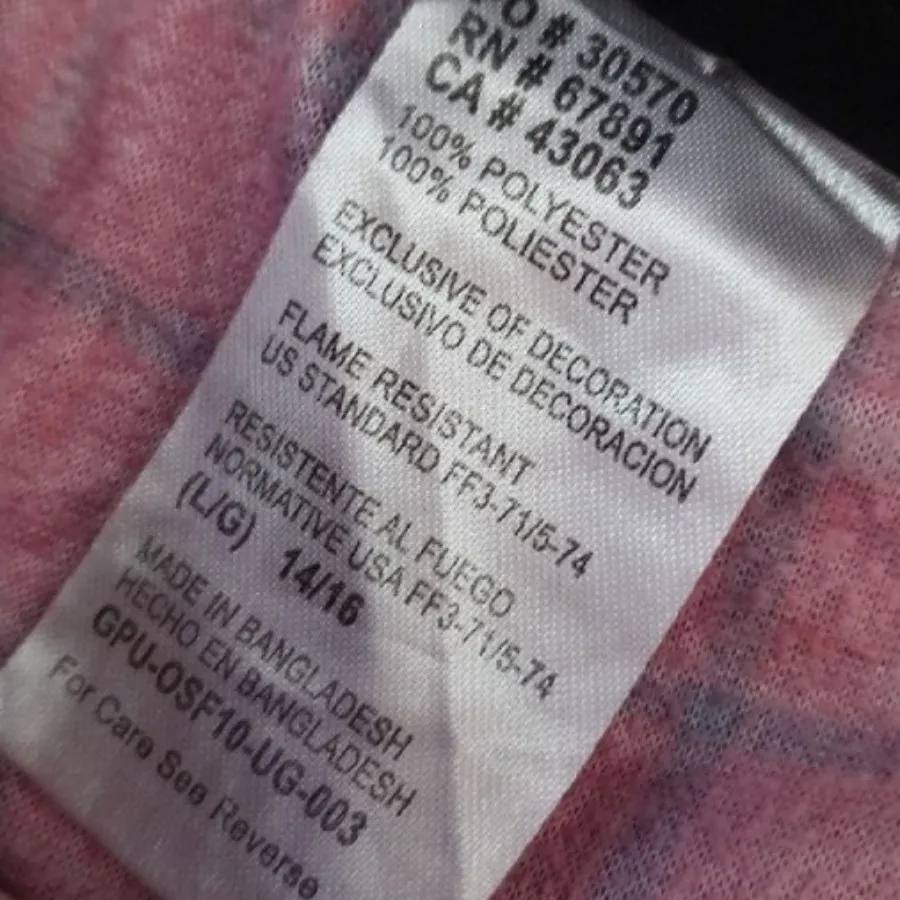 PO # 30570
RN # 67891
CA # 43063
100% POLYESTER
100% POLIESTER
EXCLUSIVE OF DECORATION
EXCLUSIVO DE DECORACION
FLAME RESISTANT
US STANDARD FF3-71/5-74
RESISTENTE AL FUEGO
NORMATIVE USA FF3-71/5-74
(L/G) 14/16
MADE IN BANGLADESH
HECHO EN BANGLADESH
GPU-OSF10-UG-003
For Care See Reverse